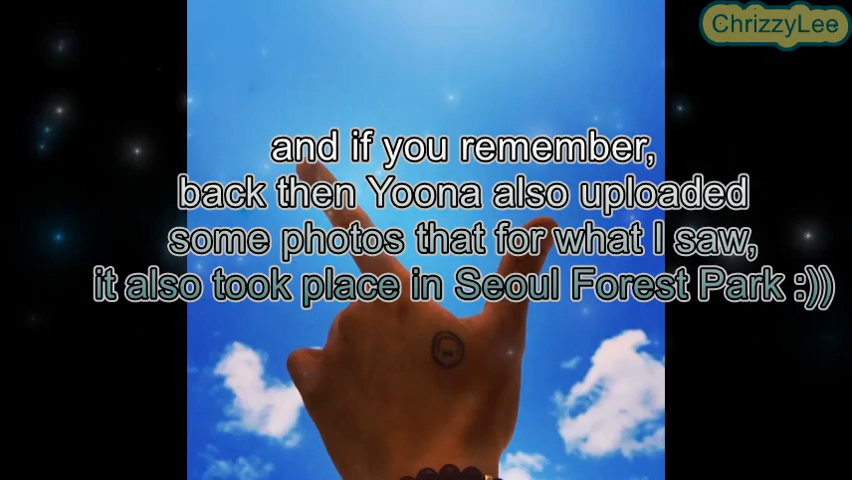 ChrizzyLee
and if you remember,
back then Yoona also uploaded
some photos that for what I saw,
it also took place in Seoul Forest Park :))